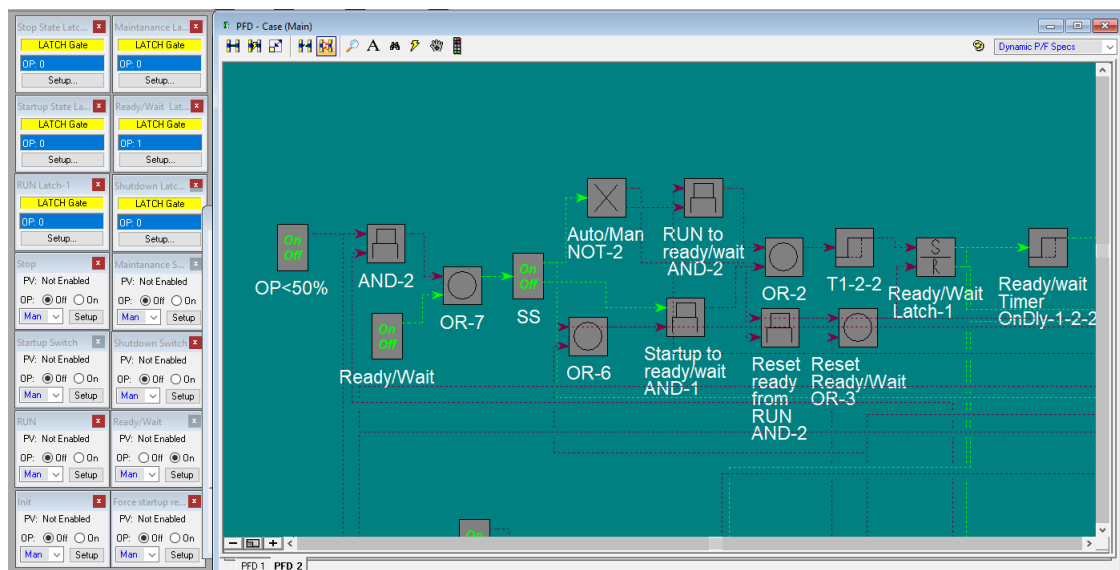 Stop State Latc...
Maintanance La...
LATCH Gate
LATCH Gate
OP: 0
OP: 0
Setup...
Setup...
Startup State La...
Ready/Wait Lat...
LATCH Gate
LATCH Gate
OP: 0
OP: 1
Setup...
Setup...
RUN Latch-1
Shutdown Latc...
LATCH Gate
LATCH Gate
OP: 0
OP: 0
Setup...
Setup...
Stop
Maintanance S...
PV: Not Enabled
PV: Not Enabled
OP: Off On
OP: Off On
Man Setup
Man Setup
Startup Switch
Shutdown Switch
PV: Not Enabled
PV: Not Enabled
OP: Off On
OP: Off On
Man Setup
Man Setup
RUN
Ready/Wait
PV: Not Enabled
PV: Not Enabled
OP: Off On
OP: Off On
Man Setup
Man Setup
Init
Force startup re...
PV: Not Enabled
PV: Not Enabled
OP: Off On
OP: Off On
Man Setup
Man Setup
PFD - Case (Main)
A
Dynamic P/F Specs
On
Off
OP<50%
AND-2
On
Off
Ready/Wait
OR-7
On
Off
SS
Auto/Man
NOT-2
OR-6
RUN to
ready/wait
AND-2
Startup to
ready/wait
AND-1
OR-2
Reset
ready
from
RUN
AND-2
T1-2-2
Reset
Ready/Wait
OR-3
S
R
Ready/Wait
Latch-1
Ready/wait
Timer
OnDly-1-2-2
On
Off
PFD 1
PFD 2